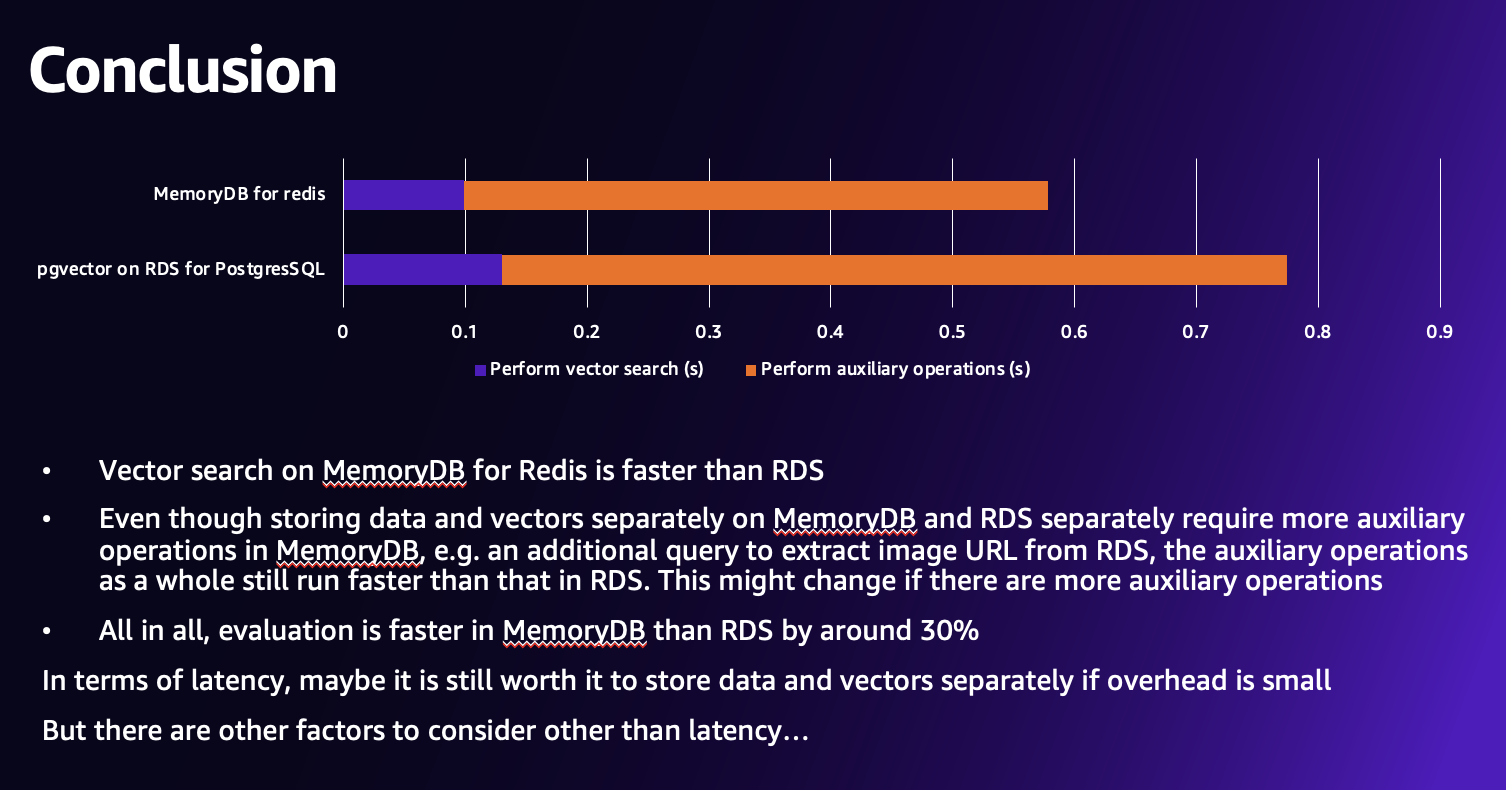 Conclusion
MemoryDB for redis
pgvector on RDS for PostgresSQL
0 0.1 0.2 0.3 0.4 0.5 0.6 0.7 0.8 0.9
Perform vector search (s) Perform auxiliary operations (s)
• Vector search on MemoryDB for Redis is faster than RDS
• Even though storing data and vectors separately on MemoryDB and RDS separately require more auxiliary
operations in MemoryDB, e.g. an additional query to extract image URL from RDS, the auxiliary operations
as a whole still run faster than that in RDS. This might change if there are more auxiliary operations
• All in all, evaluation is faster in MemoryDB than RDS by around 30%
In terms of latency, maybe it is still worth it to store data and vectors separately if overhead is small
But there are other factors to consider other than latency…